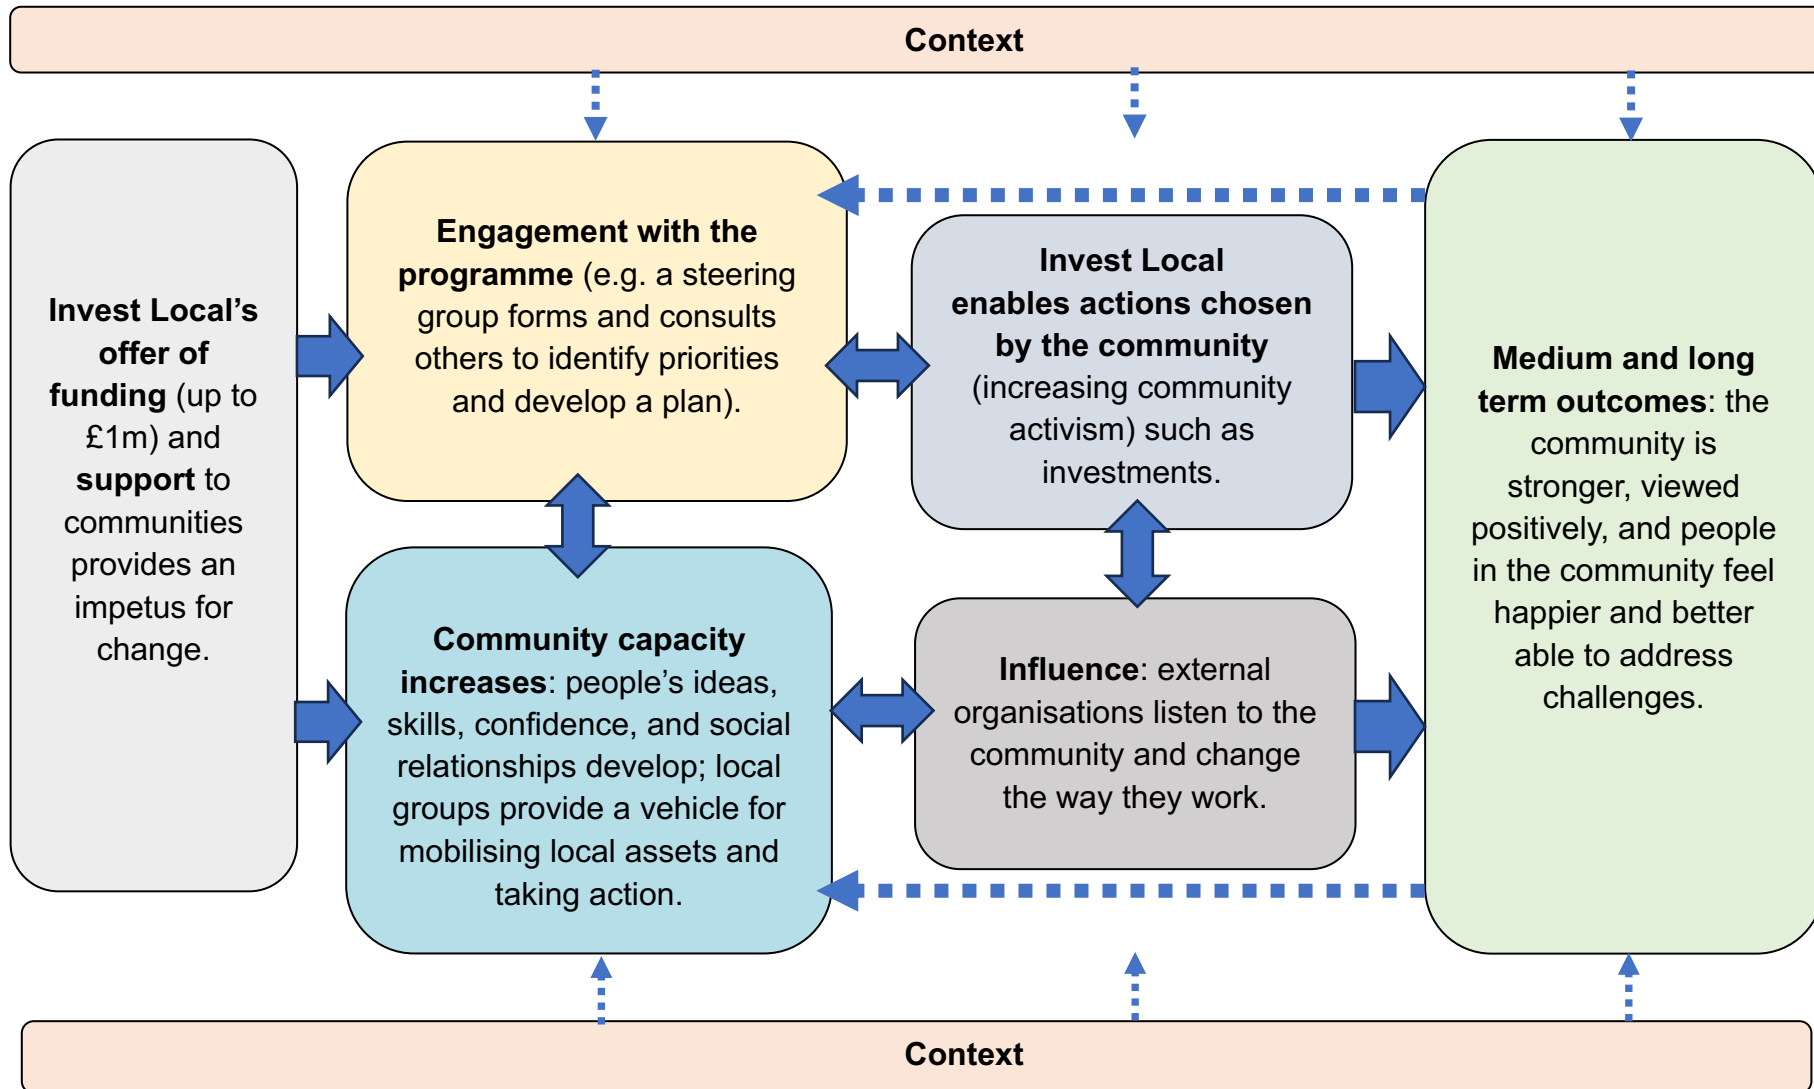 Context
Invest Local’s
offer of
funding (up to
£1m) and
support to
communities
provides an
impetus for
change.
Engagement with the
programme (e.g. a steering
group forms and consults
others to identify priorities
and develop a plan).
Community capacity
increases: people’s ideas,
skills, confidence, and social
relationships develop; local
groups provide a vehicle for
mobilising local assets and
taking action.
Invest Local
enables actions chosen
by the community
(increasing community
activism) such as
investments.
Influence: external
organisations listen to the
community and change
the way they work.
Medium and long
term outcomes: the
community is
stronger, viewed
positively, and people
in the community feel
happier and better
able to address
challenges.
Context